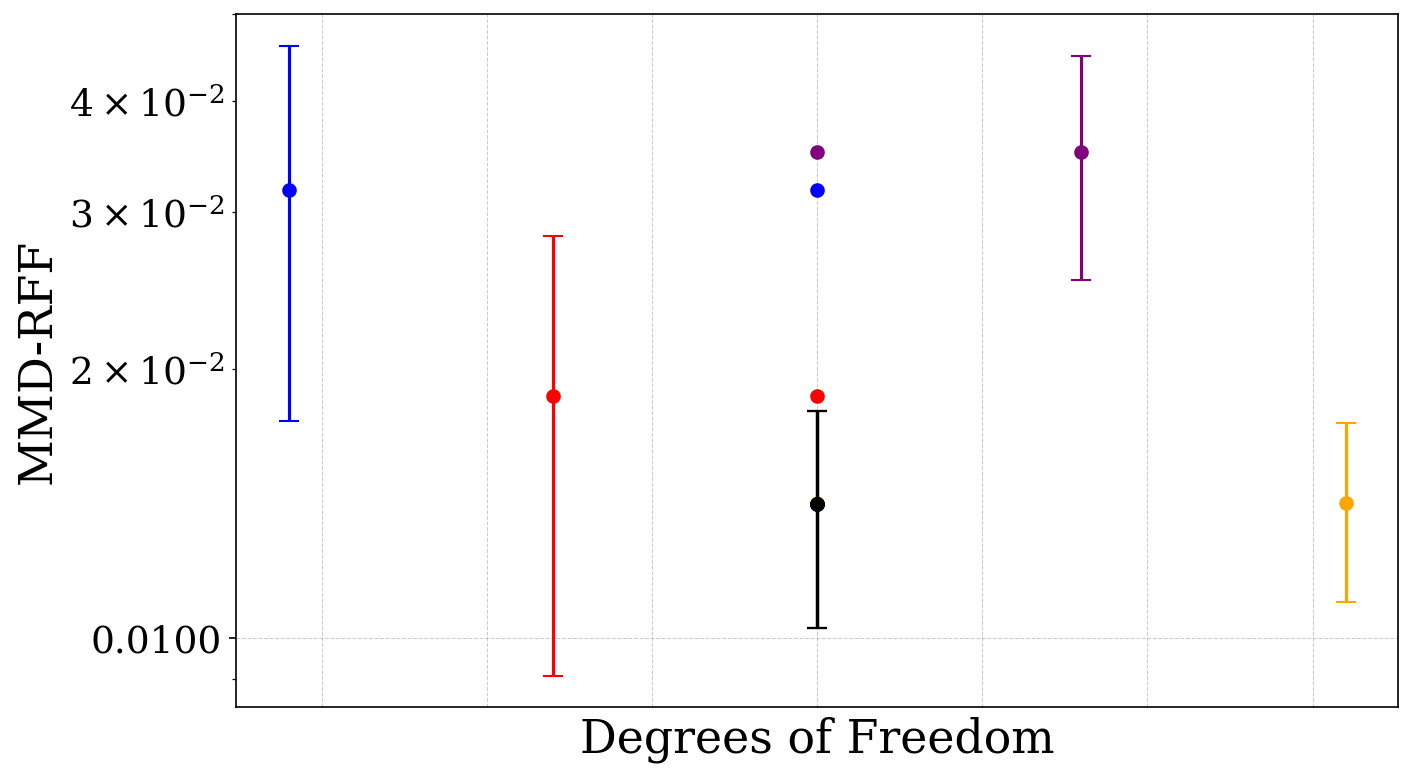 MMD-RFF
4 × 10⁻²
3 × 10⁻²
2 × 10⁻²
0.0100
Degrees of Freedom